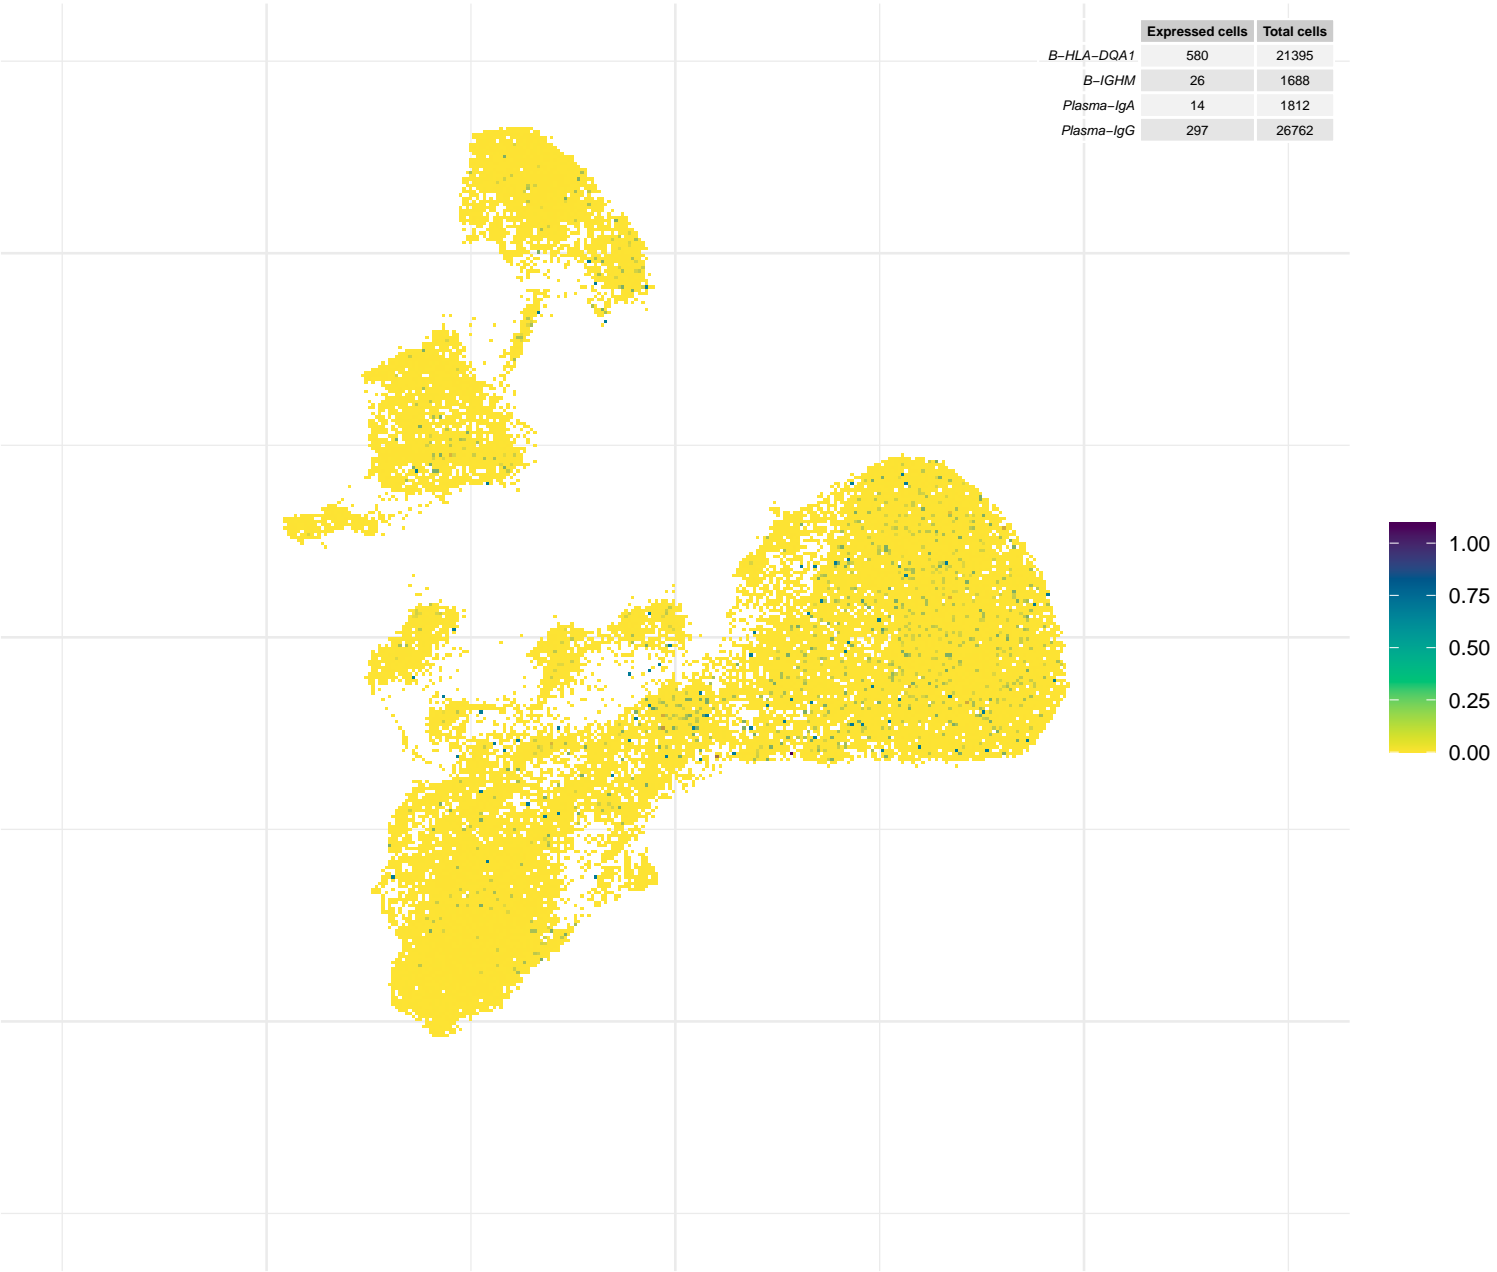 Expressed cells Total cells
B−HLA−DQA1 580 21395
B−IGHM 26 1688
Plasma−IgA 14 1812
Plasma−IgG 297 26762
1.00
0.75
0.50
0.25
0.00